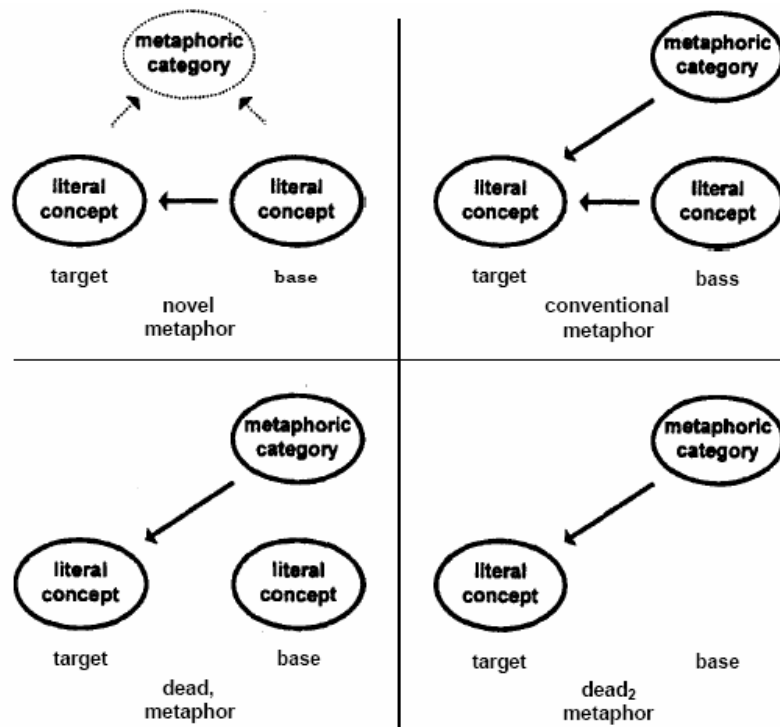 metaphoric
category
literal
concept
literal
concept
target
base
novel
metaphor
metaphoric
category
literal
concept
literal
concept
target
bass
conventional
metaphor
metaphoric
category
literal
concept
literal
concept
target
base
dead,
metaphor
metaphoric
category
literal
concept
target
base
dead₂
metaphor